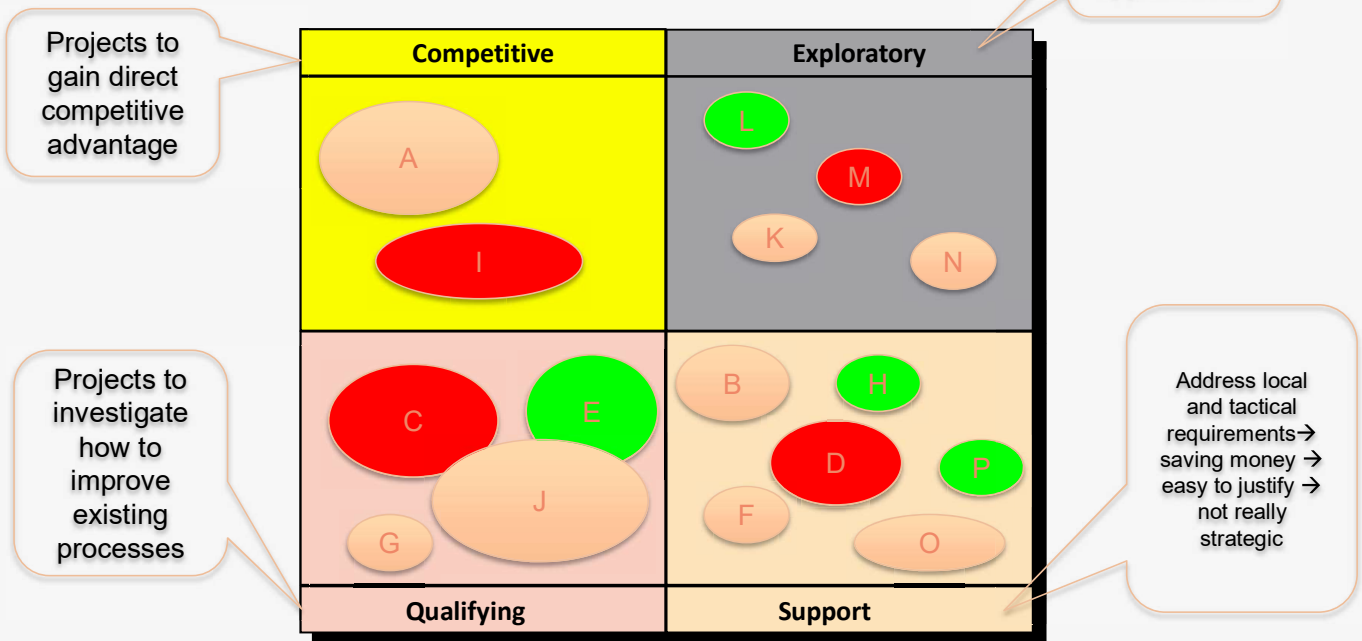 Projects to
gain direct
competitive
advantage
Competitive
Exploratory
A
I
L
M
K
N
Projects to
investigate
how to
improve
existing
processes
C
E
J
G
B
H
D
P
F
O
Address local
and tactical
requirements→
saving money →
easy to justify →
not really
strategic
Qualifying
Support